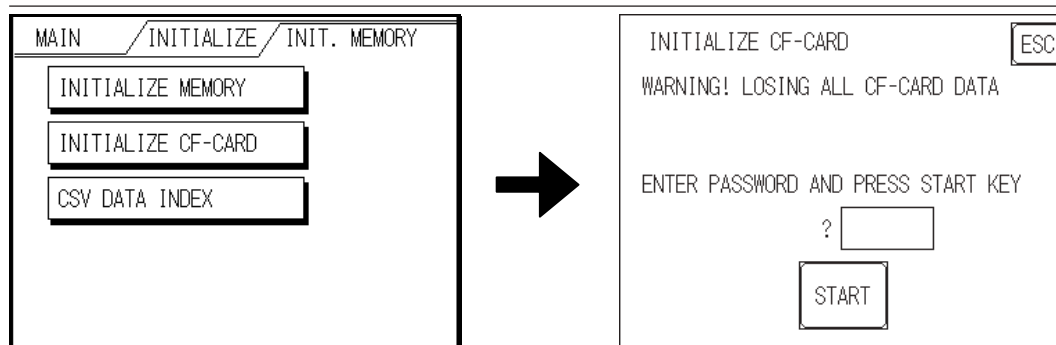 MAIN INITIALIZE INIT. MEMORY
INITIALIZE MEMORY
INITIALIZE CF-CARD
CSV DATA INDEX
INITIALIZE CF-CARD ESC
WARNING! LOSING ALL CF-CARD DATA
ENTER PASSWORD AND PRESS START KEY
?
START